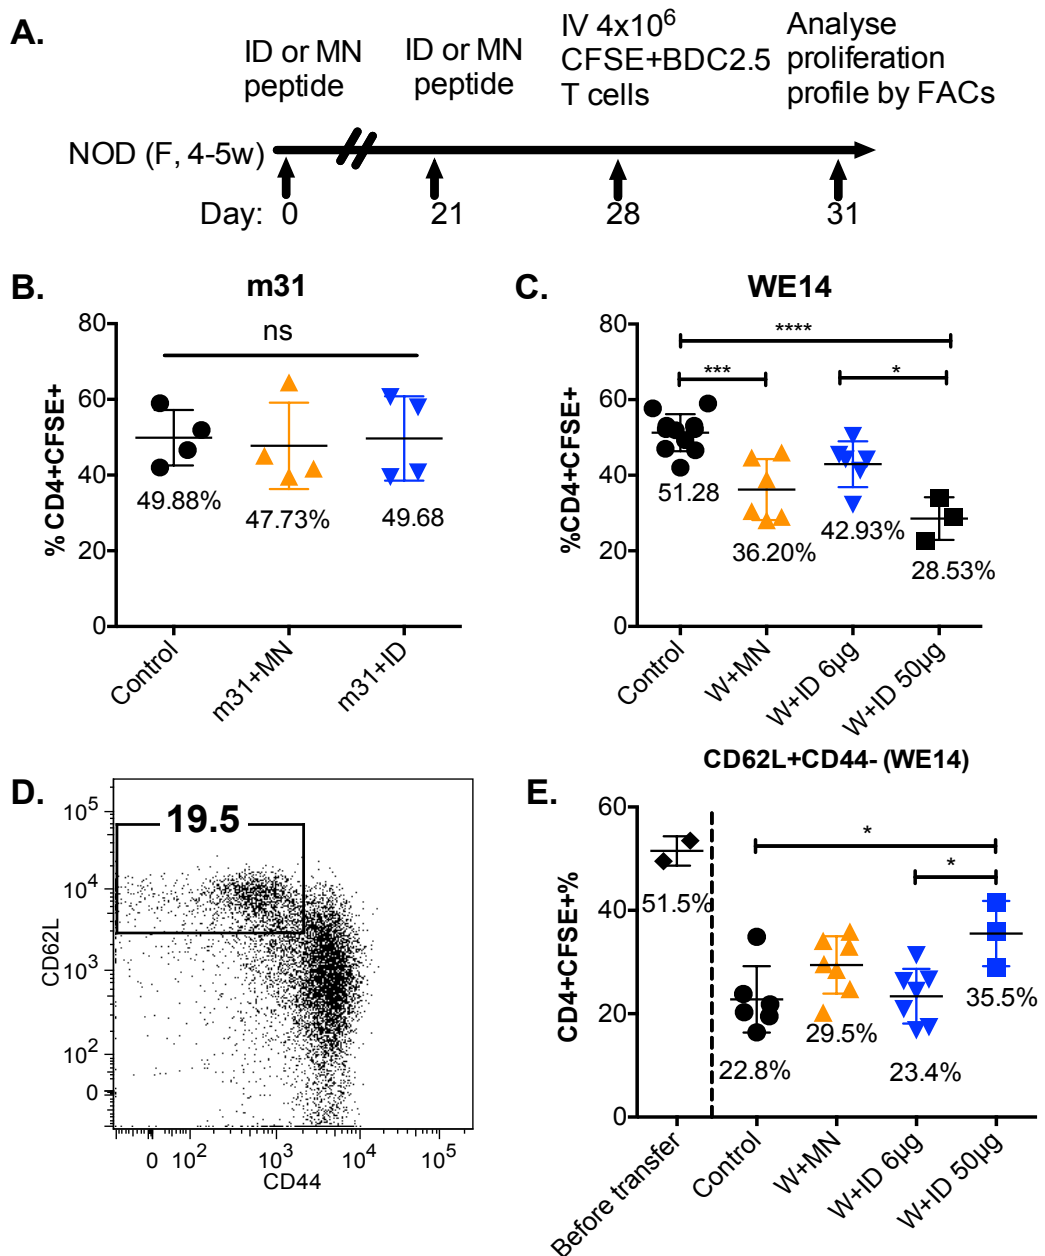 A.
ID or MN
peptide
ID or MN
peptide
IV 4x10⁶
CFSE+BDC2.5
T cells
Analyse
proliferation
profile by FACs
NOD (F, 4-5w)
Day: 0 21 28 31
B.
m31
ns
%CD4+CFSE+
80
60
40
20
0
49.88%
47.73%
49.68
Control
m31+MN
m31+ID
C.
WE14
****
***
*
%CD4+CFSE+
80
60
40
20
0
51.28
36.20%
42.93%
28.53%
Control
W+MN
W+ID 6µg
W+ID 50µg
D.
19.5
CD62L
10⁵
10⁴
10³
10²
0
0 10² 10³ 10⁴ 10⁵
CD44
E.
CD62L+CD44- (WE14)
*
*
CD4+CFSE+%
60
40
20
0
51.5%
22.8%
29.5%
23.4%
35.5%
Before transfer
Control
W+MN
W+ID 6µg
W+ID 50µg